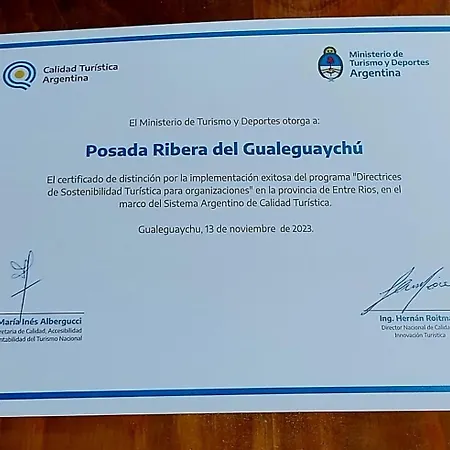 Calidad Turística
Argentina
Ministerio de
Turismo y Deportes
Argentina
El Ministerio de Turismo y Deportes otorga a:
Posada Ribera del Gualeguaychú
El certificado de distinción por la implementación exitosa del programa "Directrices
de Sostenibilidad Turística para organizaciones" en la provincia de Entre Rios, en el
marco del Sistema Argentino de Calidad Turística.
Gualeguaychu, 13 de noviembre de 2023.
María Inés Albergucci
de Calidad, Accesibilidad
del Turismo Nacional
Ing. Hernán
Director Nacional de
Innovación Turística